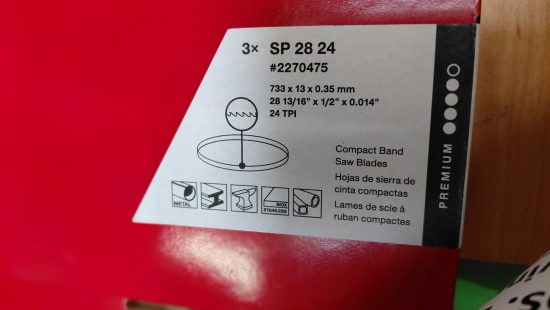 3× SP 28 24
#2270475
733 x 13 x 0.35 mm
28 13/16" x 1/2" x 0.014"
24 TPI
Compact Band
Saw Blades
Hojas de sierra de
cinta compactas
Lames de scie à
ruban compactes
METAL
INOX
STAINLESS
PREMIUM